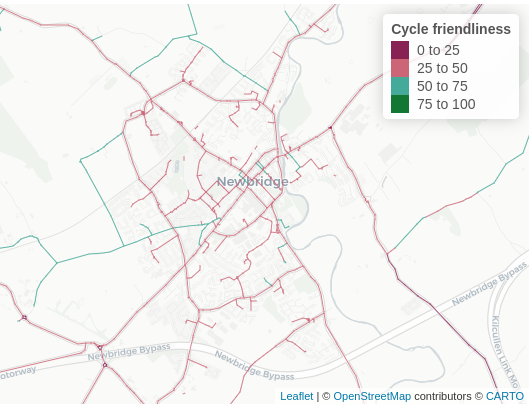 Cycle friendliness
0 to 25
25 to 50
50 to 75
75 to 100
Newbridge
Newbridge Bypass
Kilcullen Link Mo
Newbridge Bypass
Newbridge Bypass
otorway
Leaflet | © OpenStreetMap contributors © CARTO